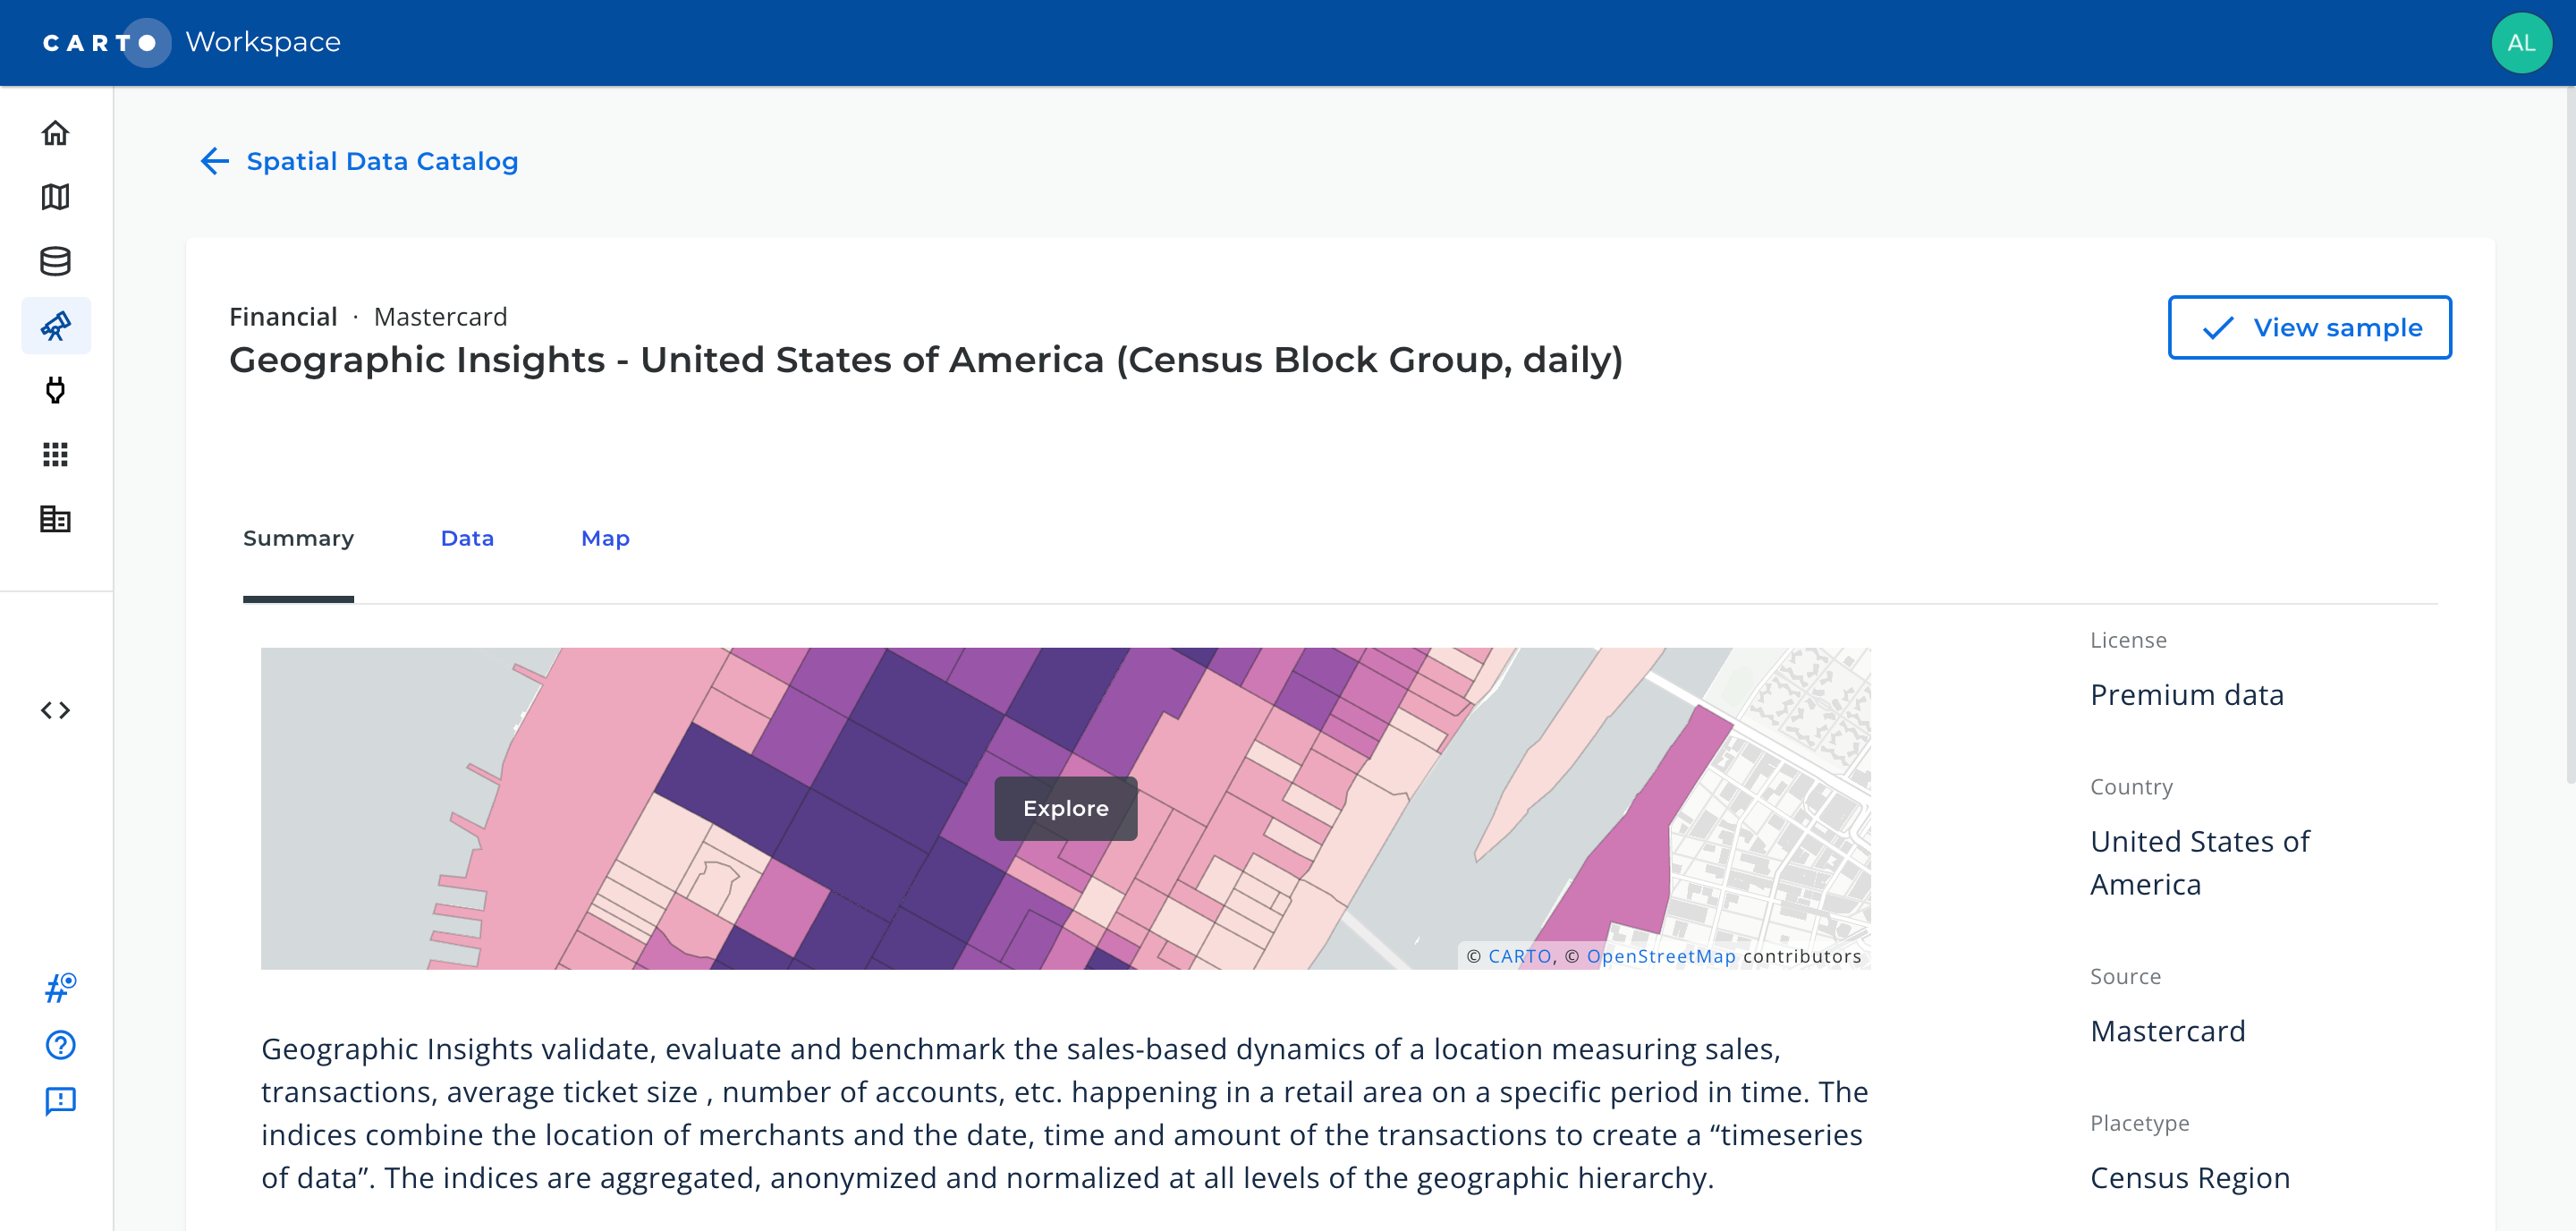 CARTO Workspace
AL
Spatial Data Catalog
Financial · Mastercard
View sample
Geographic Insights - United States of America (Census Block Group, daily)
Summary
Data
Map
Explore
© CARTO, © OpenStreetMap contributors
Geographic Insights validate, evaluate and benchmark the sales-based dynamics of a location measuring sales,
transactions, average ticket size , number of accounts, etc. happening in a retail area on a specific period in time. The
indices combine the location of merchants and the date, time and amount of the transactions to create a “timeseries
of data”. The indices are aggregated, anonymized and normalized at all levels of the geographic hierarchy.
License
Premium data
Country
United States of
America
Source
Mastercard
Placetype
Census Region